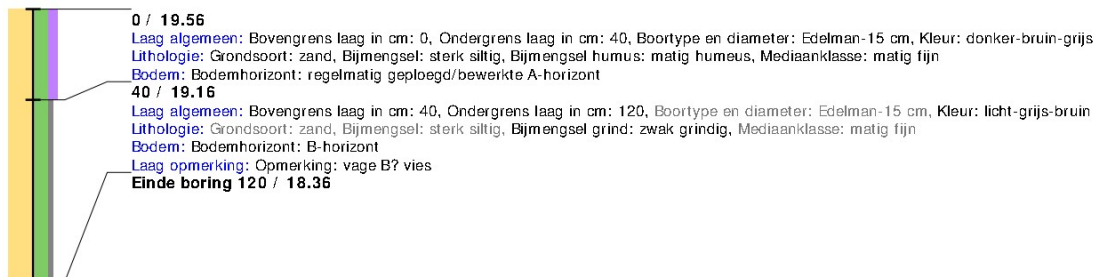 0 / 19.56
Laag algemeen: Bovengrens laag in cm: 0, Ondergrens laag in cm: 40, Boortype en diameter: Edelman-15 cm, Kleur: donker-bruin-grijs
Lithologie: Grondsoort: zand, Bijmengsel: sterk siltig, Bijmengsel humus: matig humeus, Mediaanklasse: matig fijn
Bodem: Bodemhorizont: regelmatig geploegd/bewerkte A-horizont
40 / 19.16
Laag algemeen: Bovengrens laag in cm: 40, Ondergrens laag in cm: 120, Boortype en diameter: Edelman-15 cm, Kleur: licht-grijs-bruin
Lithologie: Grondsoort: zand, Bijmengsel: sterk siltig, Bijmengsel grind: zwak grindig, Mediaanklasse: matig fijn
Bodem: Bodemhorizont: B-horizont
Laag opmerking: Opmerking: vage B? vies
Einde boring 120 / 18.36